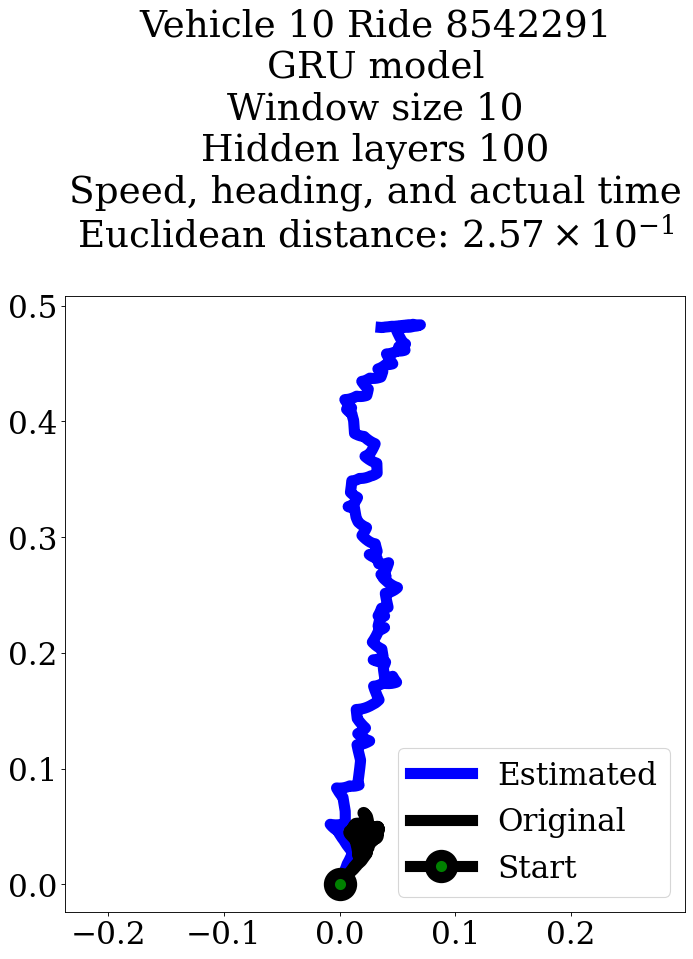 Vehicle 10 Ride 8542291
GRU model
Window size 10
Hidden layers 100
Speed, heading, and actual time
Euclidean distance: 2.57 × 10⁻¹
0.5
0.4
0.3
0.2
0.1
0.0
Estimated
Original
Start
−0.2 −0.1 0.0 0.1 0.2